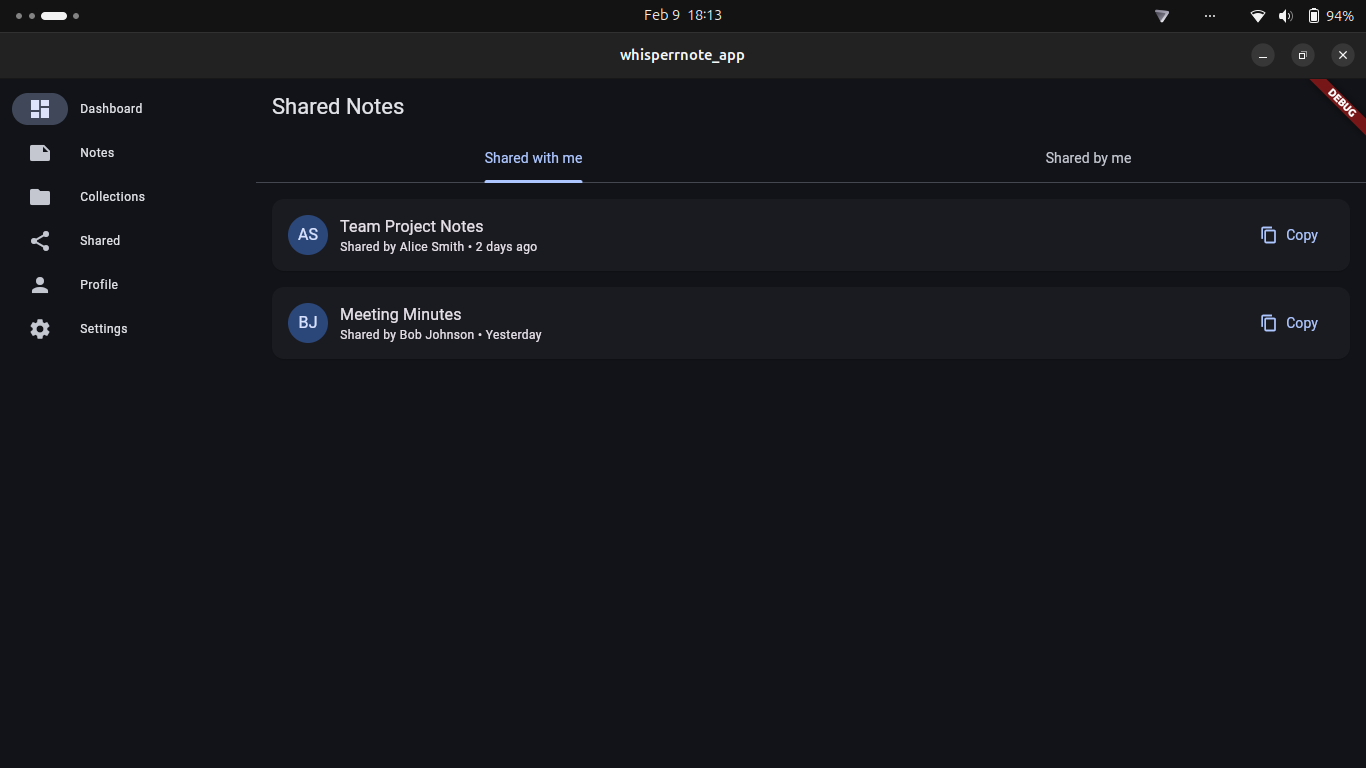 Feb 9 18:13
94%
whisperrnote_app
DEBUG
Dashboard
Notes
Collections
Shared
Profile
Settings
Shared Notes
Shared with me
Shared by me
AS
Team Project Notes
Shared by Alice Smith • 2 days ago
Copy
BJ
Meeting Minutes
Shared by Bob Johnson • Yesterday
Copy